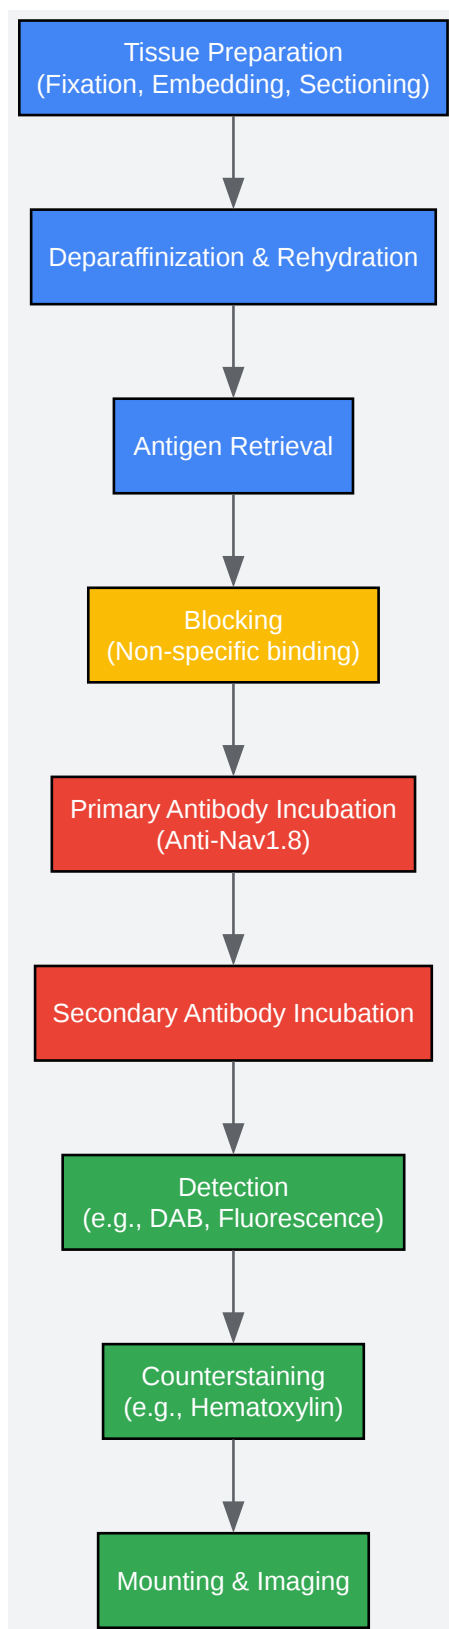 Tissue Preparation
(Fixation, Embedding, Sectioning)
Deparaffinization & Rehydration
Antigen Retrieval
Blocking
(Non-specific binding)
Primary Antibody Incubation
(Anti-Nav1.8)
Secondary Antibody Incubation
Detection
(e.g., DAB, Fluorescence)
Counterstaining
(e.g., Hematoxylin)
Mounting & Imaging